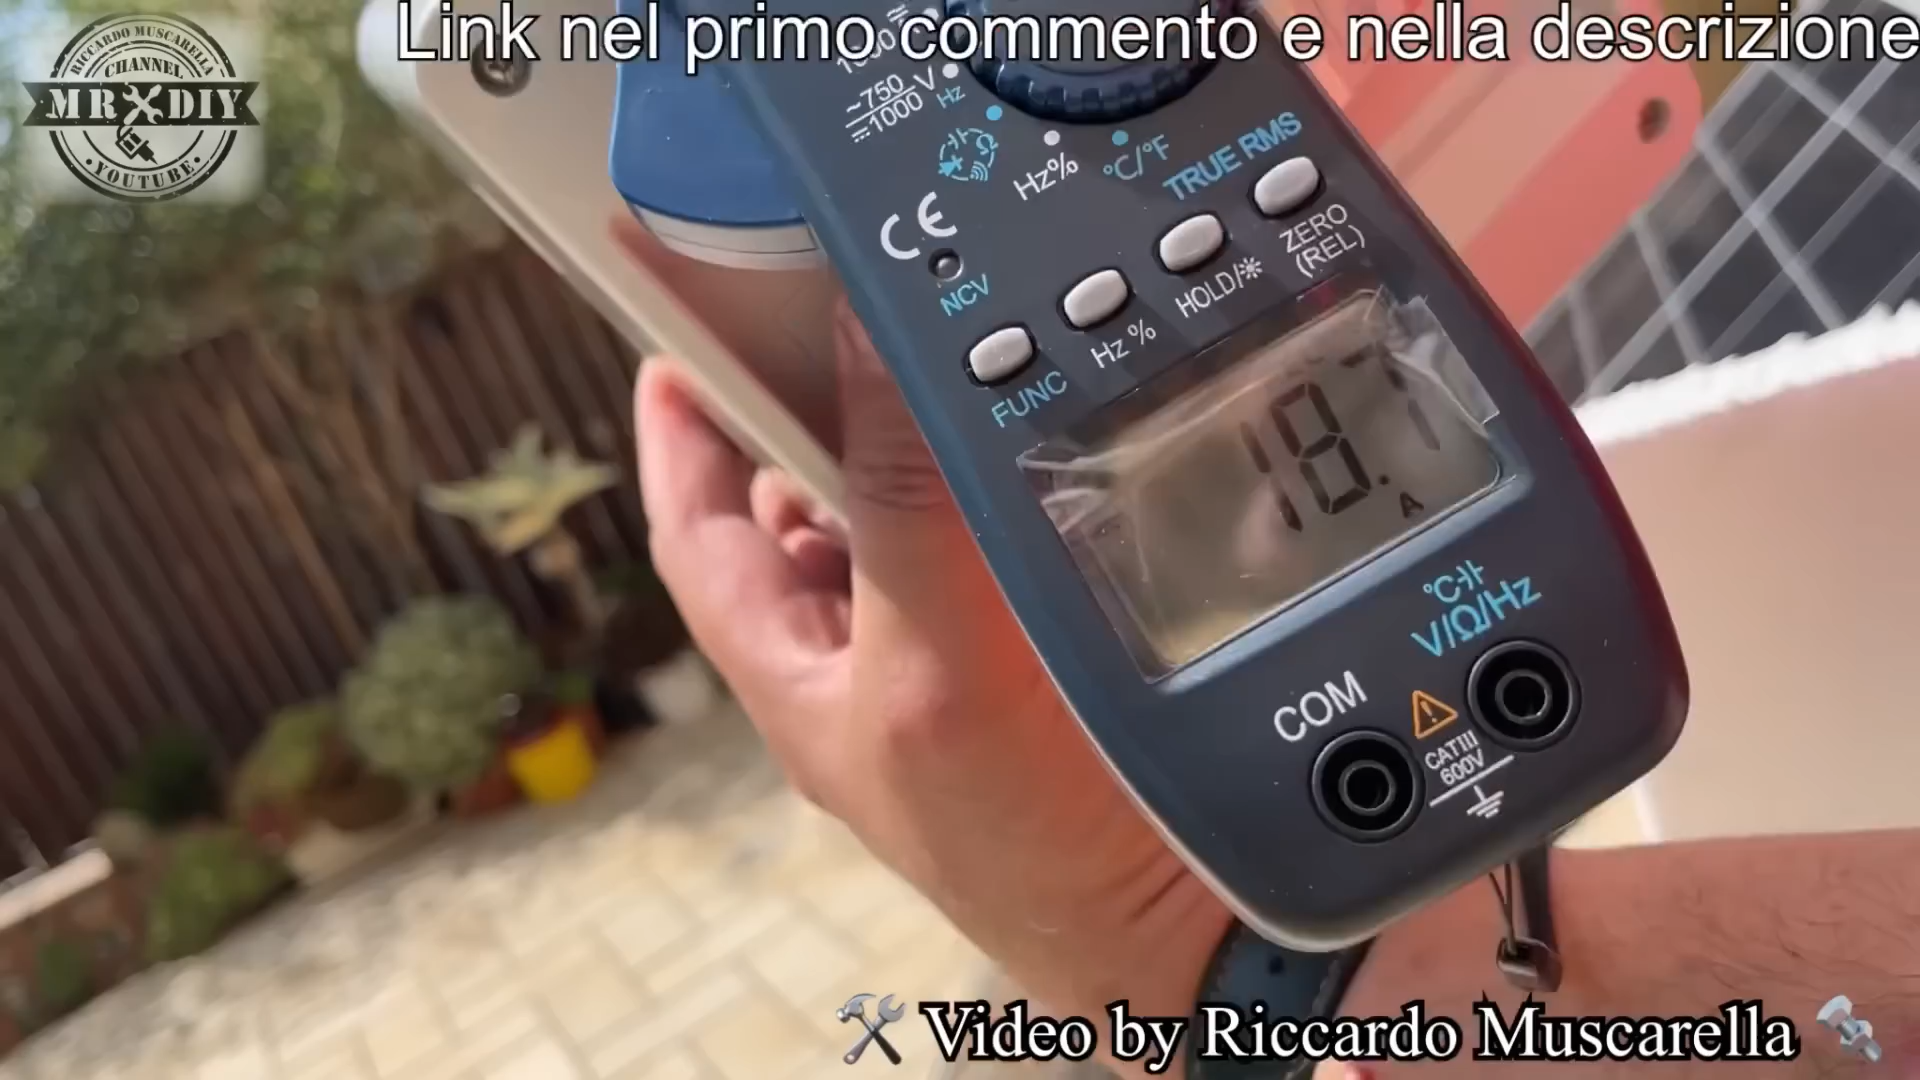 Link nel primo commento e nella descrizione
RICCARDO MUSCARELLA
CHANNEL
MR DIY
YOUTUBE
~750
⎓1000 V
Hz
Hz%
°C/°F
TRUE RMS
CE
NCV
ZERO
(REL)
HOLD/☀
Hz %
FUNC
18.7
A
°C
V/Ω/Hz
COM
CATIII
600V
🛠 Video by Riccardo Muscarella 🔩